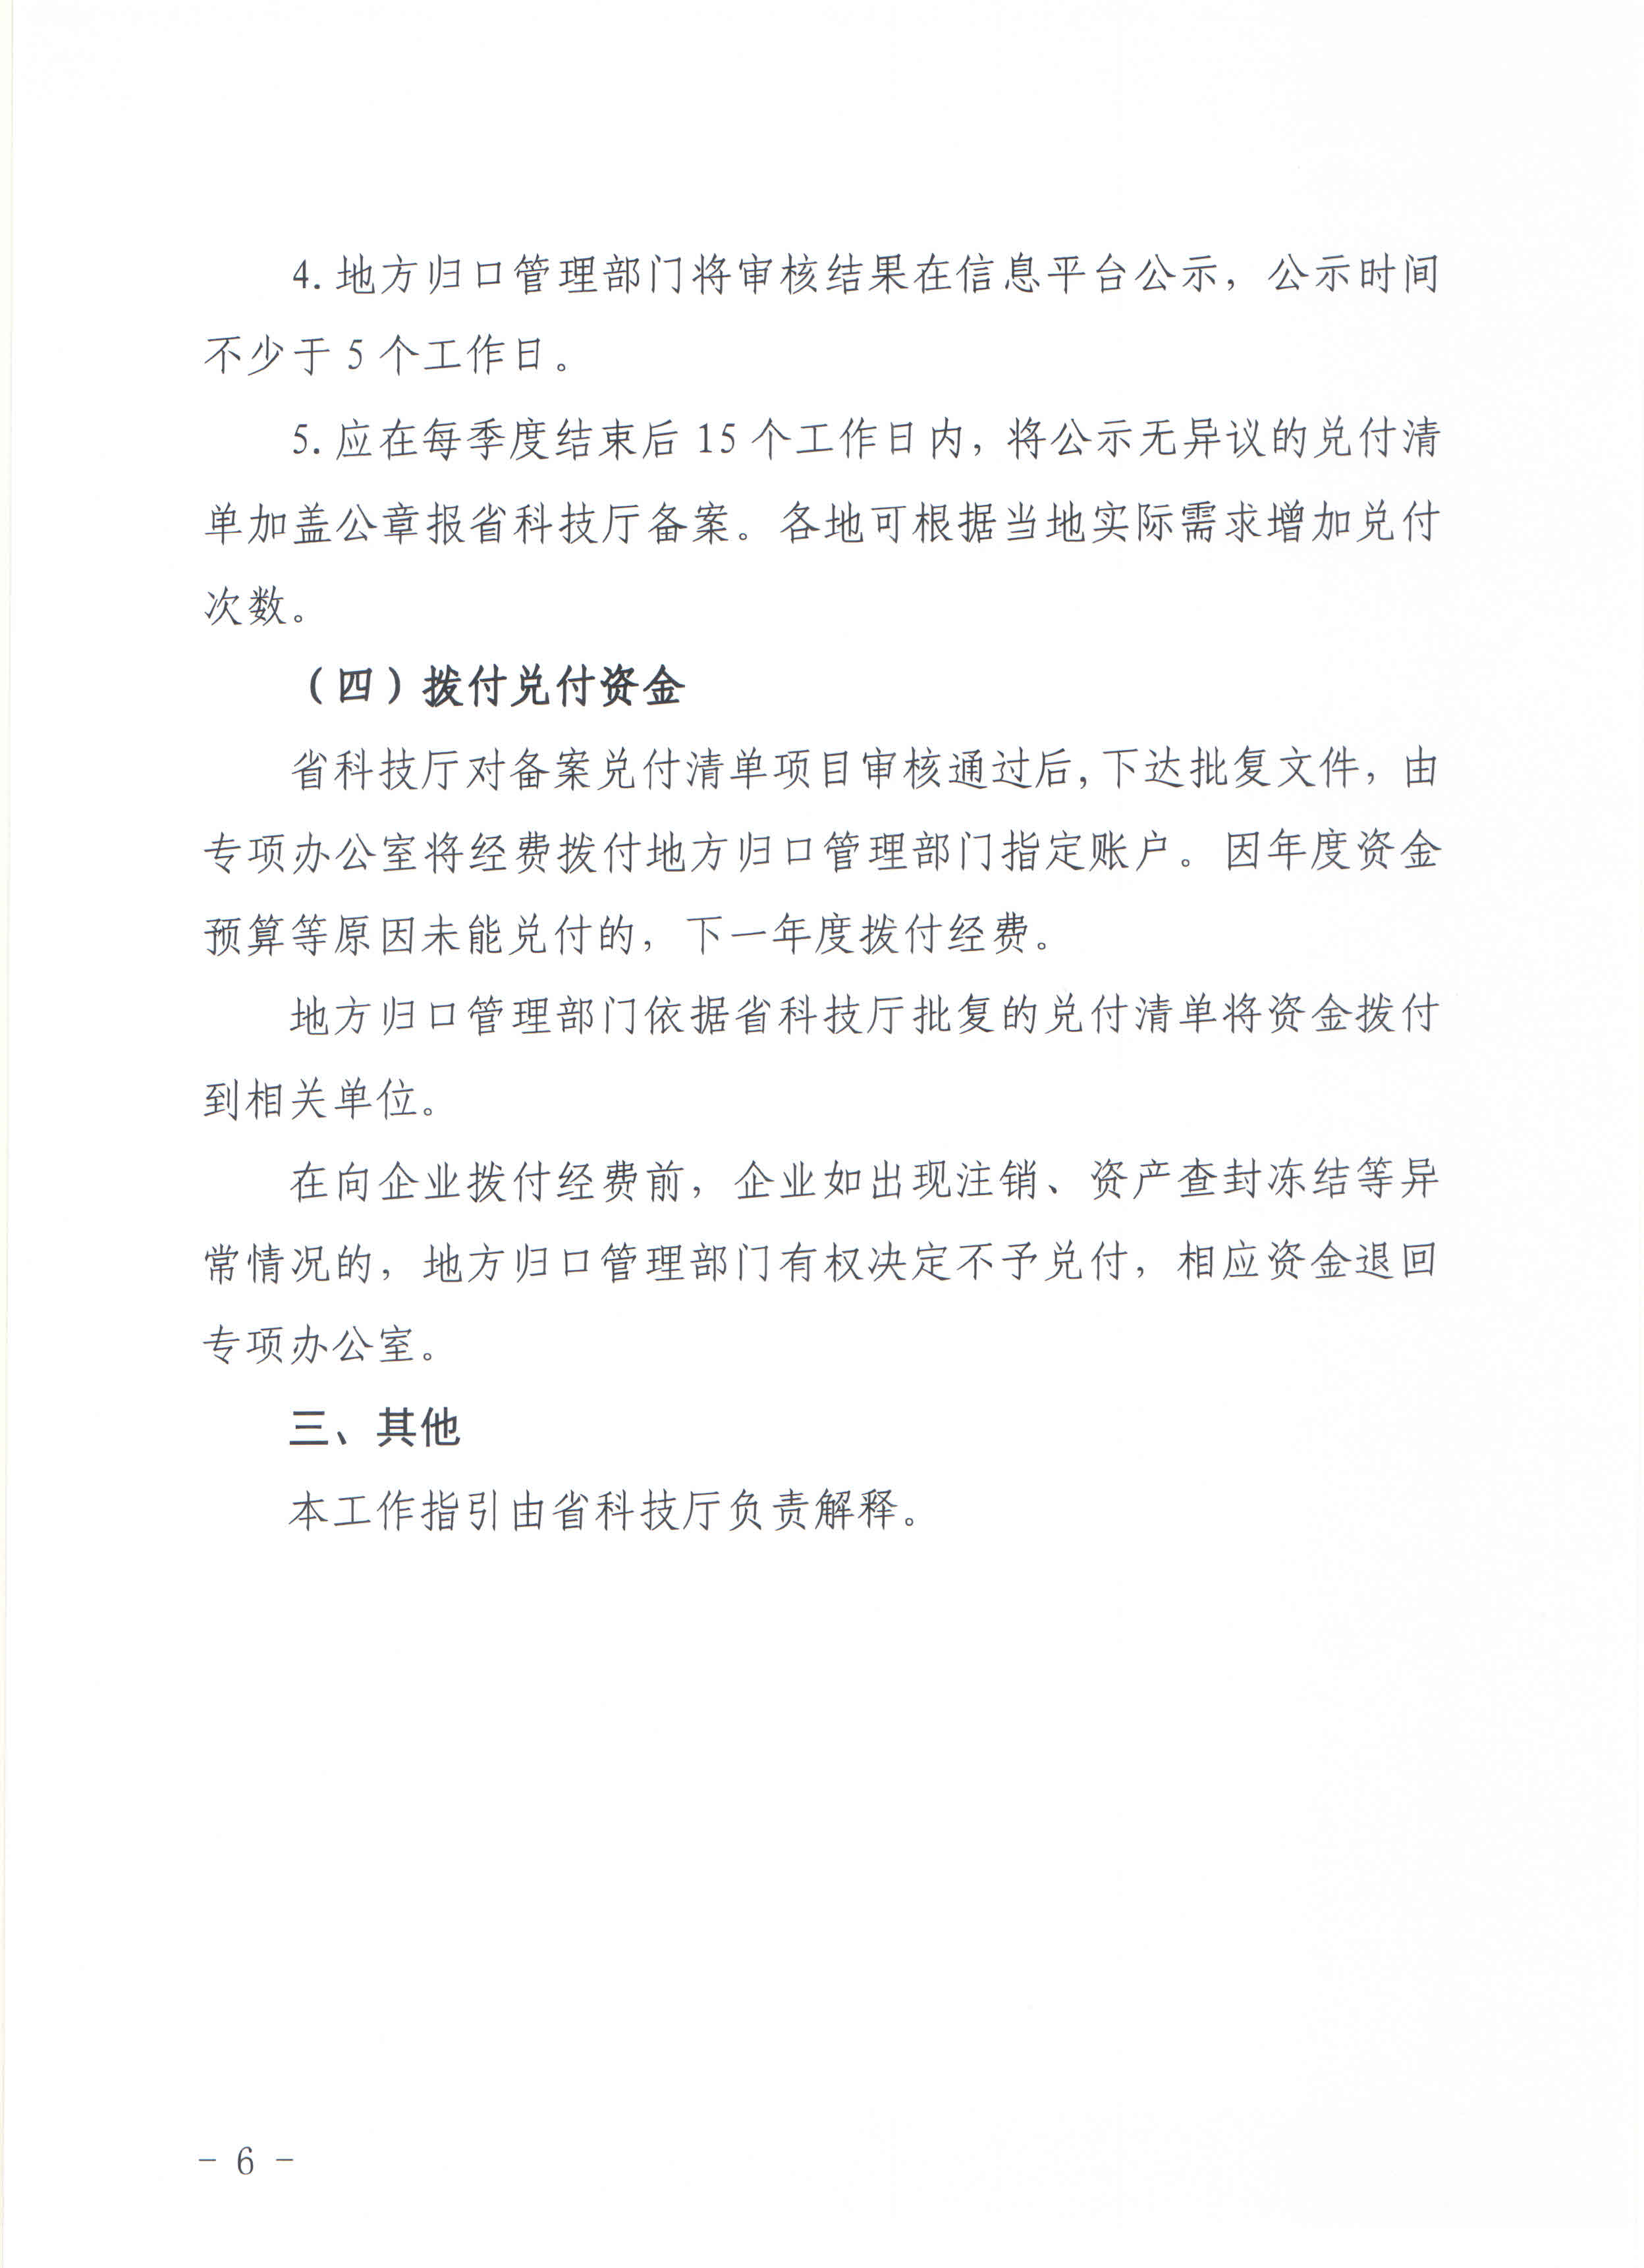 4. 地方归口管理部门将审核结果在信息平台公示，公示时间
不少于 5 个工作日。
5. 应在每季度结束后 15 个工作日内，将公示无异议的兑付清
单加盖公章报省科技厅备案。各地可根据当地实际需求增加兑付
次数。
（四）拨付兑付资金
省科技厅对备案兑付清单项目审核通过后，下达批复文件，由
专项办公室将经费拨付地方归口管理部门指定账户。因年度资金
预算等原因未能兑付的，下一年度拨付经费。
地方归口管理部门依据省科技厅批复的兑付清单将资金拨付
到相关单位。
在向企业拨付经费前，企业如出现注销、资产查封冻结等异
常情况的，地方归口管理部门有权决定不予兑付，相应资金退回
专项办公室。
三、其他
本工作指引由省科技厅负责解释。
- 6 -